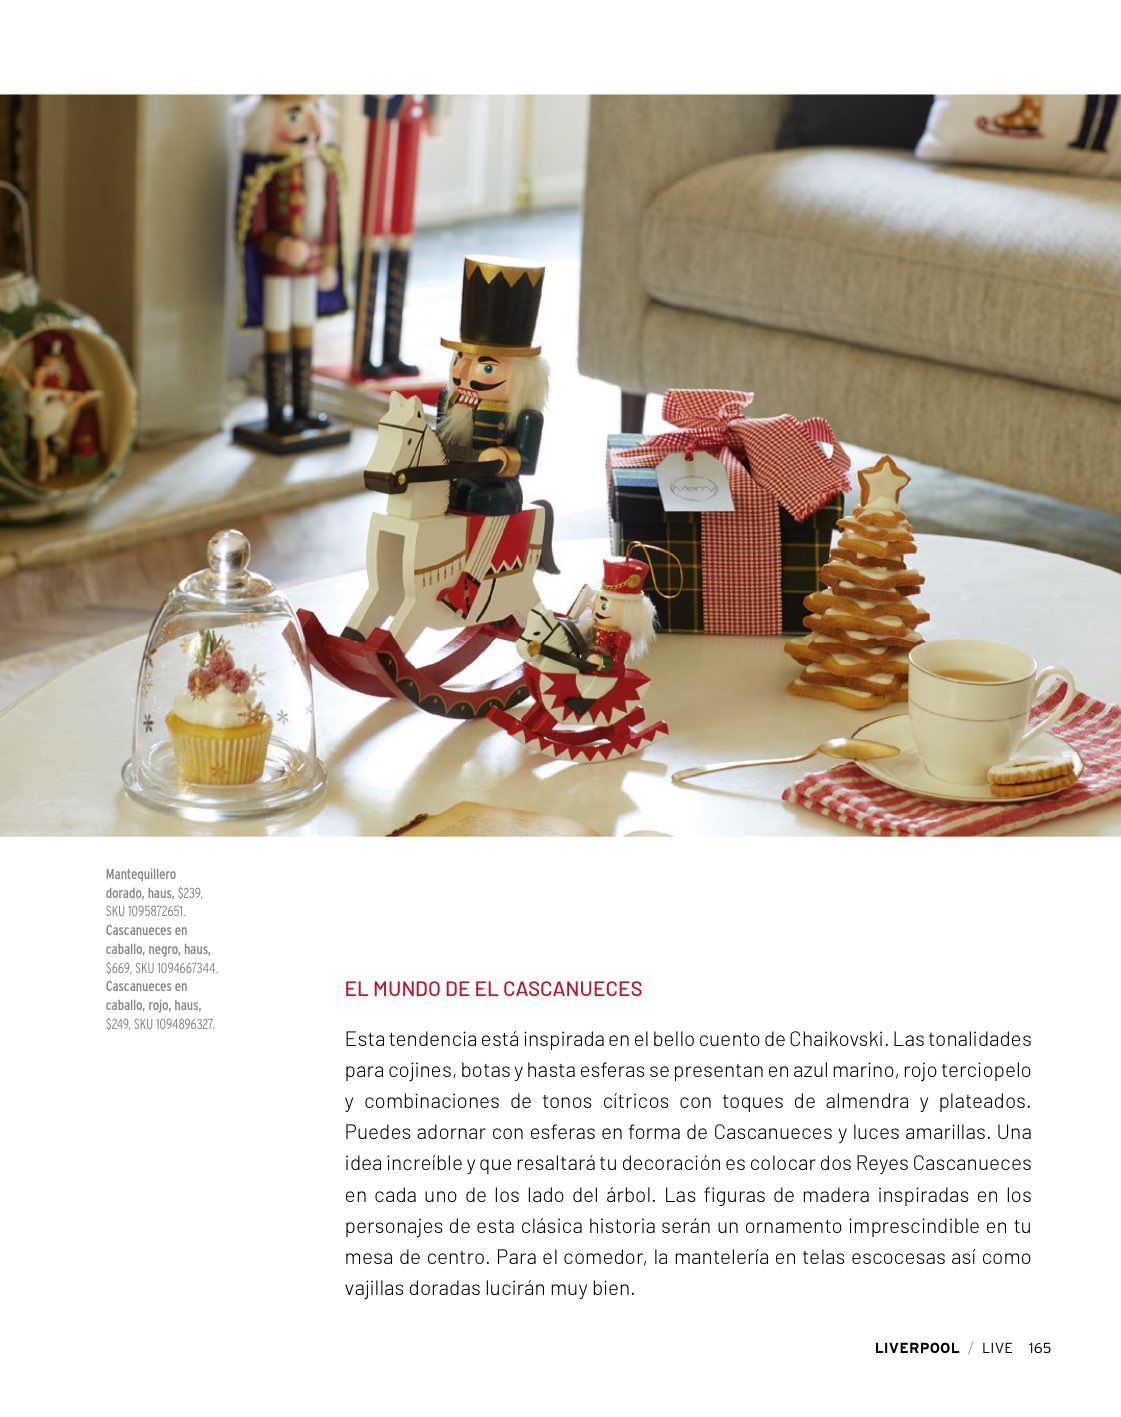 Merry
Mantequillero
dorado, haus, $239,
SKU 1095872651.
Cascanueces en
caballo, negro, haus,
$669, SKU 1094667344.
Cascanueces en
caballo, rojo, haus,
$249, SKU 1094896327.
EL MUNDO DE EL CASCANUECES
Esta tendencia está inspirada en el bello cuento de Chaikovski. Las tonalidades
para cojines, botas y hasta esferas se presentan en azul marino, rojo terciopelo
y combinaciones de tonos cítricos con toques de almendra y plateados.
Puedes adornar con esferas en forma de Cascanueces y luces amarillas. Una
idea increíble y que resaltará tu decoración es colocar dos Reyes Cascanueces
en cada uno de los lado del árbol. Las figuras de madera inspiradas en los
personajes de esta clásica historia serán un ornamento imprescindible en tu
mesa de centro. Para el comedor, la mantelería en telas escocesas así como
vajillas doradas lucirán muy bien.
LIVERPOOL / LIVE 165